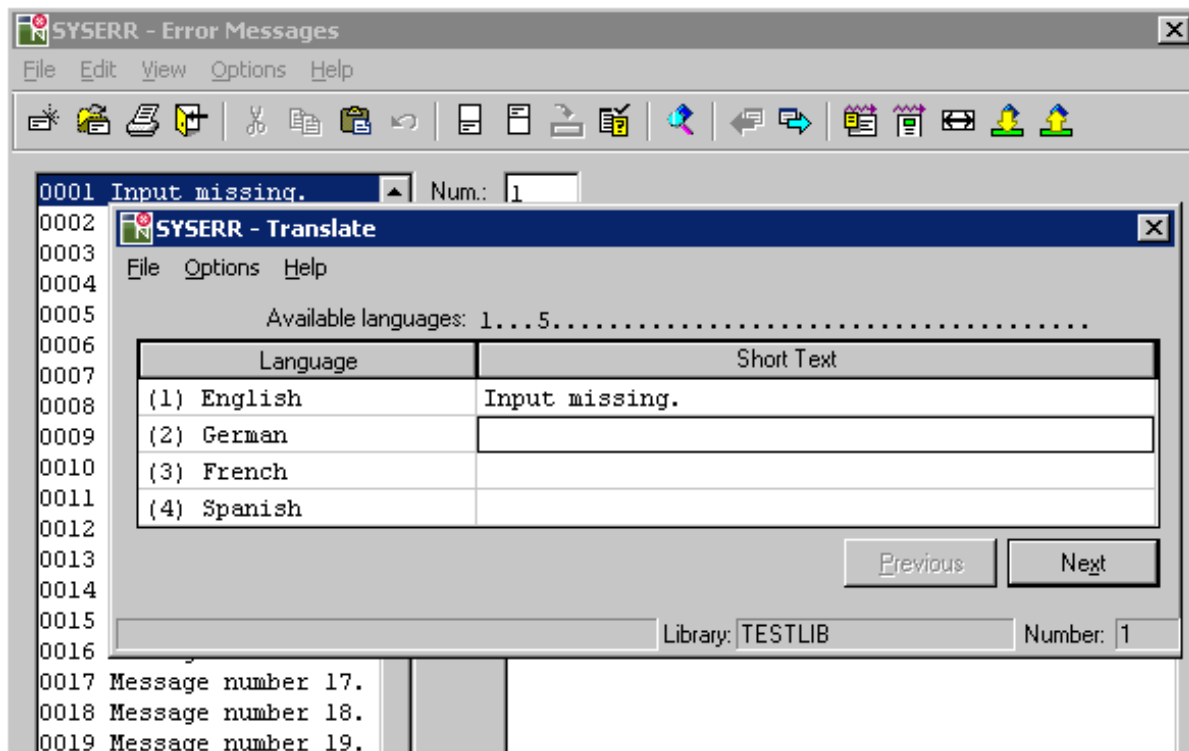 SYSERR - Error Messages
File Edit View Options Help
0001 Input missing.
Num.: 1
0002
0003
0004
0005
0006
0007
0008
0009
0010
0011
0012
0013
0014
0015
0016
0017 Message number 17.
0018 Message number 18.
0019 Message number 19.
SYSERR - Translate
File Options Help
Available languages: 1...5......................................
Language Short Text
(1) English Input missing.
(2) German
(3) French
(4) Spanish
Previous Next
Library: TESTLIB Number: 1